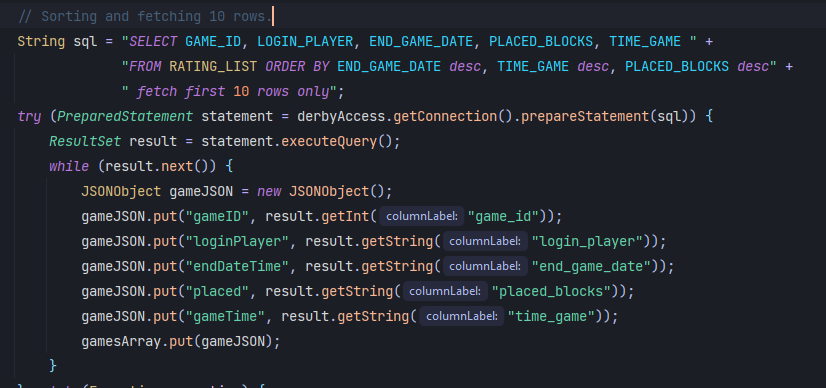 // Sorting and fetching 10 rows.
String sql = "SELECT GAME_ID, LOGIN_PLAYER, END_GAME_DATE, PLACED_BLOCKS, TIME_GAME " +
"FROM RATING_LIST ORDER BY END_GAME_DATE desc, TIME_GAME desc, PLACED_BLOCKS desc" +
" fetch first 10 rows only";
try (PreparedStatement statement = derbyAccess.getConnection().prepareStatement(sql)) {
ResultSet result = statement.executeQuery();
while (result.next()) {
JSONObject gameJSON = new JSONObject();
gameJSON.put("gameID", result.getInt( columnLabel: "game_id"));
gameJSON.put("loginPlayer", result.getString( columnLabel: "login_player"));
gameJSON.put("endDateTime", result.getString( columnLabel: "end_game_date"));
gameJSON.put("placed", result.getString( columnLabel: "placed_blocks"));
gameJSON.put("gameTime", result.getString( columnLabel: "time_game"));
gamesArray.put(gameJSON);
}